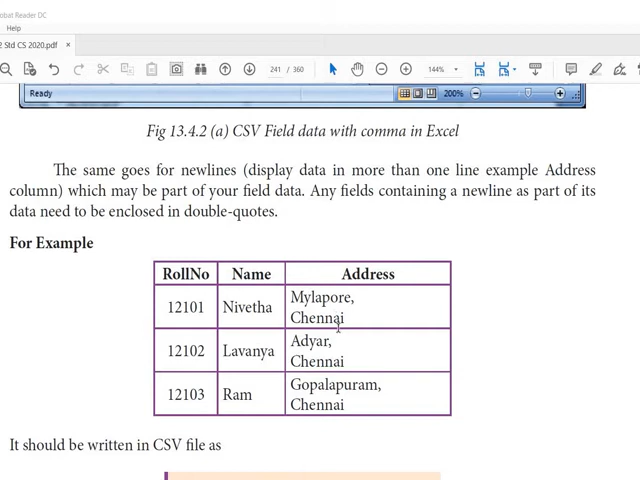 obat Reader DC
Help
2 Std CS 2020.pdf ×
241 / 360 144%
Ready 200%
Fig 13.4.2 (a) CSV Field data with comma in Excel
The same goes for newlines (display data in more than one line example Address
column) which may be part of your field data. Any fields containing a newline as part of its
data need to be enclosed in double-quotes.
For Example
RollNo Name Address
12101 Nivetha Mylapore,
Chennai
12102 Lavanya Adyar,
Chennai
12103 Ram Gopalapuram,
Chennai
It should be written in CSV file as